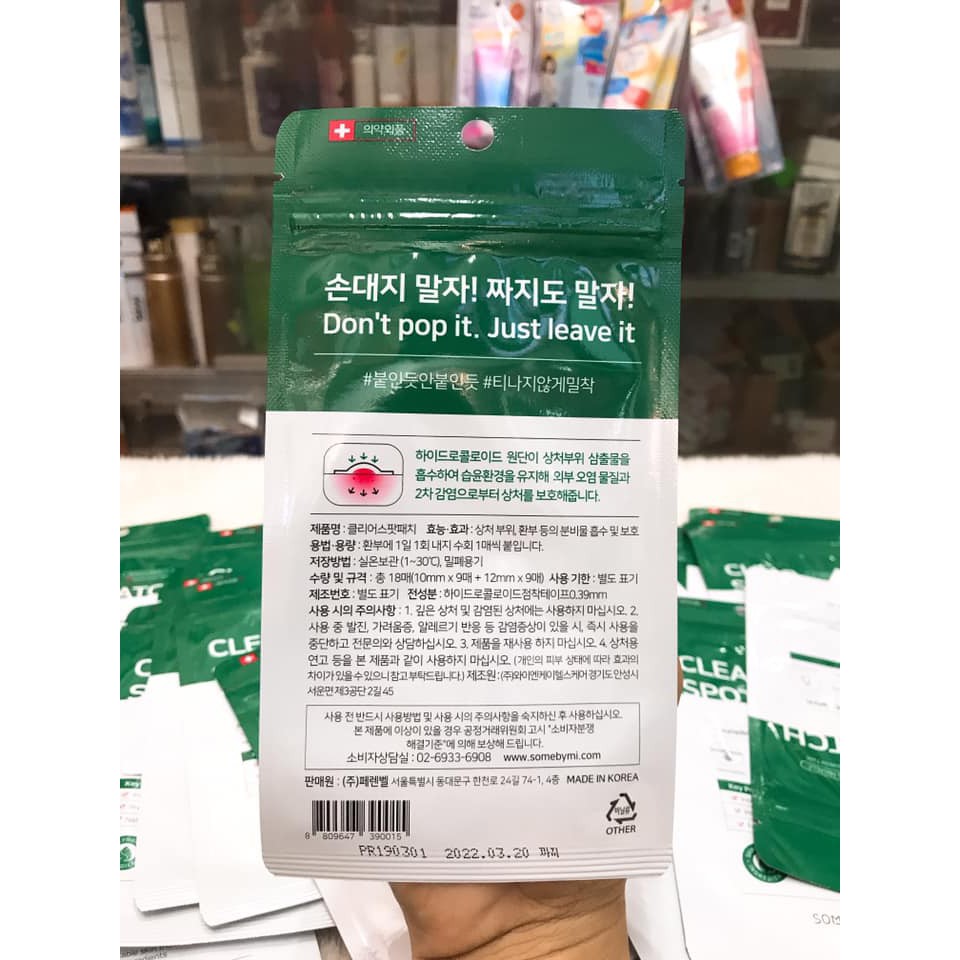 의약외품
손대지 말자! 짜지도 말자!
Don't pop it. Just leave it
#붙인듯안붙인듯 #티나지않게밀착
하이드로콜로이드 원단이 상처부위 삼출물을
흡수하여 습윤환경을 유지해 외부 오염 물질과
2차 감염으로부터 상처를 보호해줍니다.
제품명 : 클리어스팟패치 효능·효과 : 상처 부위, 환부 등의 분비물 흡수 및 보호
용법·용량 : 환부에 1일 1회 내지 수회 1매씩 붙입니다.
저장방법 : 실온보관 (1~30℃), 밀폐용기
수량 및 규격 : 총 18매(10mm x 9매 + 12mm x 9매) 사용 기한 : 별도 표기
제조번호 : 별도 표기 전성분 : 하이드로콜로이드점착테이프0.39mm
사용 시의 주의사항 : 1. 깊은 상처 및 감염된 상처에는 사용하지 마십시오. 2.
사용 중 발진, 가려움증, 알레르기 반응 등 감염증상이 있을 시, 즉시 사용을
중단하고 전문의와 상담하십시오. 3. 제품을 재사용 하지 마십시오. 4. 상처용
연고 등을 본 제품과 같이 사용하지 마십시오. (개인의 피부 상태에 따라 효과의
차이가 있을 수 있으니 참고 부탁드립니다.) 제조원 : (주)와이엔케이헬스케어 경기도 안성시
서운면 제3공단 2길 45
사용 전 반드시 사용방법 및 사용 시의 주의사항을 숙지하신 후 사용하십시오.
본 제품에 이상이 있을 경우 공정거래위원회 고시 "소비자분쟁
해결기준"에 의해 보상해 드립니다.
소비자상담실 : 02-6933-6908 www.somebymi.com
판매원 : (주)페렌벨 서울특별시 동대문구 한천로 24길 74-1, 4층 MADE IN KOREA
8 809647 390015
비닐류
OTHER
PR190301 2022.03.20 까지
CLEA
SPOT